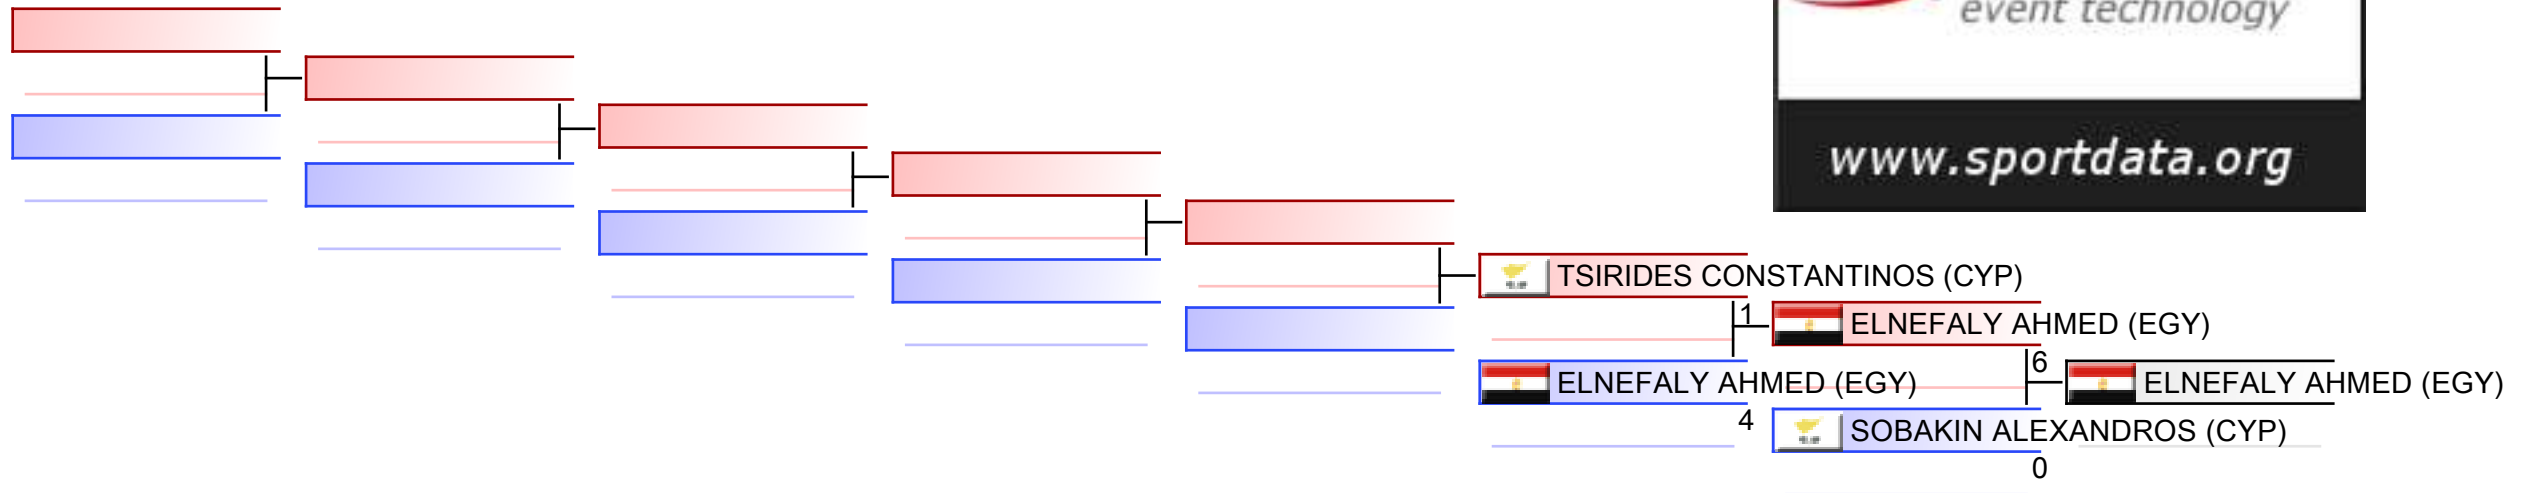 event technology
www.sportdata.org
TSIRIDES CONSTANTINOS (CYP)
1
ELNEFALY AHMED (EGY)
ELNEFALY AHMED (EGY)
4
6
ELNEFALY AHMED (EGY)
SOBAKIN ALEXANDROS (CYP)
0